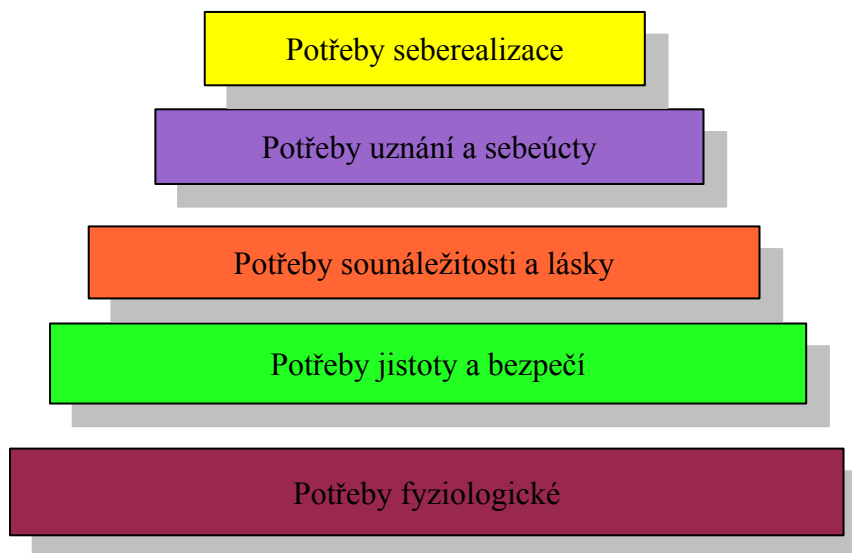 Potřeby seberealizace
Potřeby uznání a sebeúcty
Potřeby sounáležitosti a lásky
Potřeby jistoty a bezpečí
Potřeby fyziologické